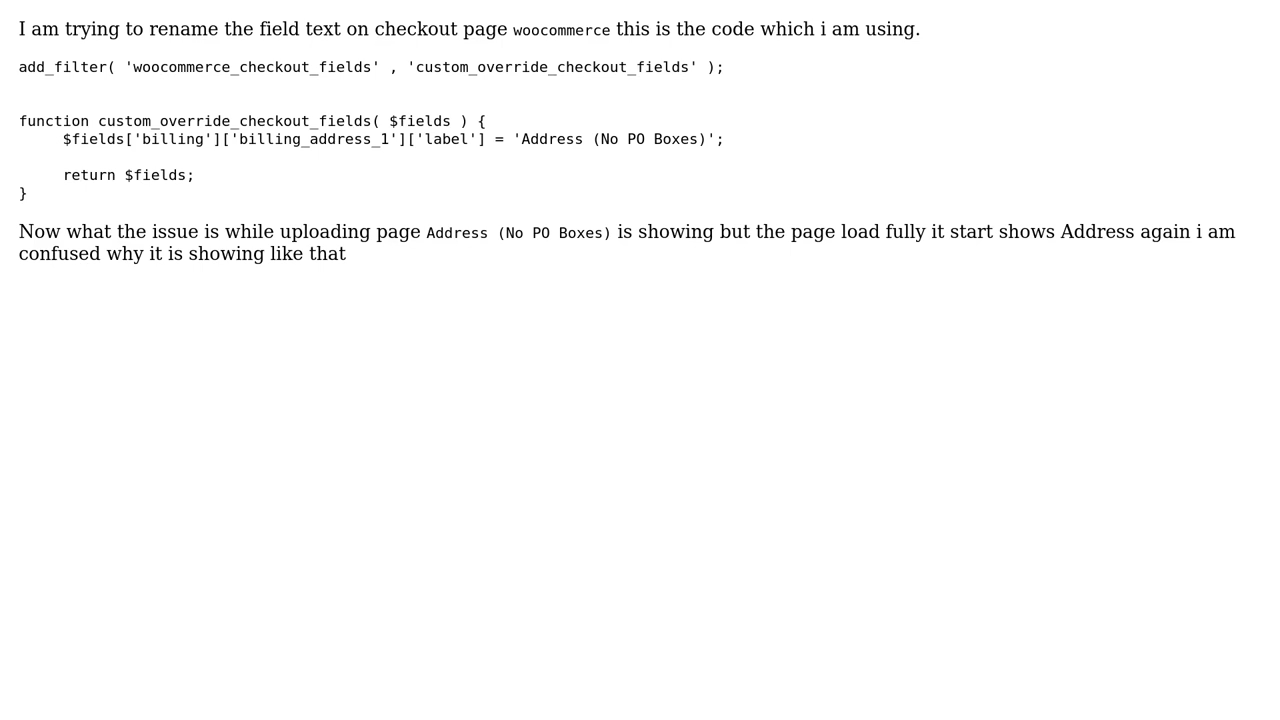 I am trying to rename the field text on checkout page woocommerce this is the code which i am using.
add_filter( 'woocommerce_checkout_fields' , 'custom_override_checkout_fields' );
function custom_override_checkout_fields( $fields ) {
$fields['billing']['billing_address_1']['label'] = 'Address (No PO Boxes)';
return $fields;
}
Now what the issue is while uploading page Address (No PO Boxes) is showing but the page load fully it start shows Address again i am
confused why it is showing like that